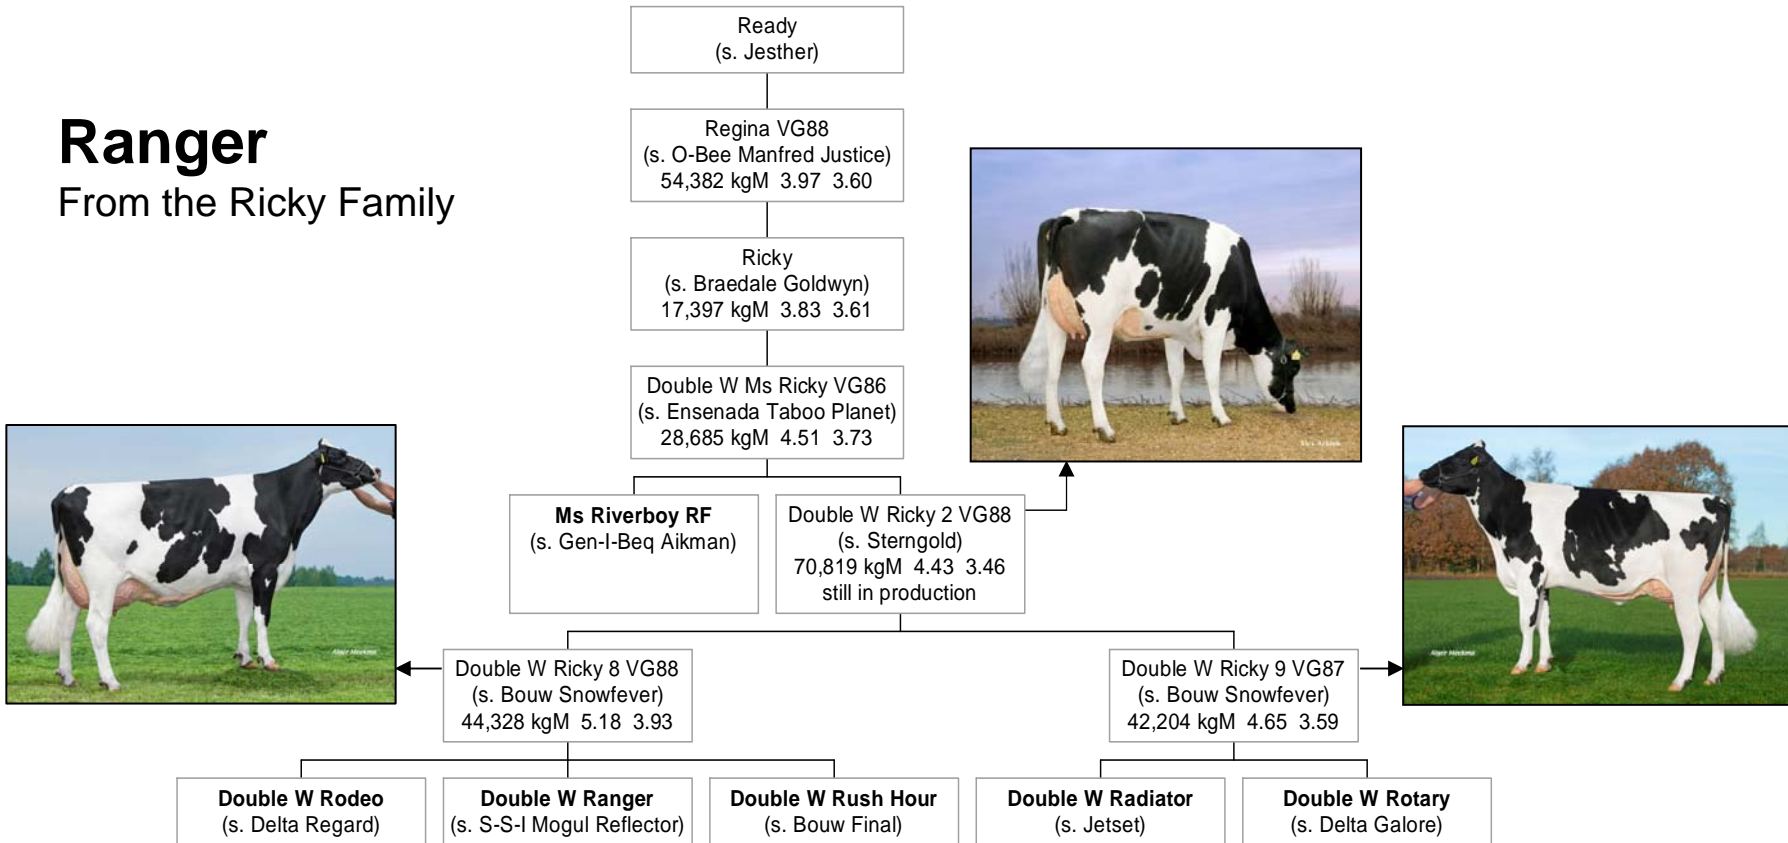 Ranger
From the Ricky Family
Ready
(s. Jesther)
Regina VG88
(s. O-Bee Manfred Justice)
54,382 kgM 3.97 3.60
Ricky
(s. Braedale Goldwyn)
17,397 kgM 3.83 3.61
Double W Ms Ricky VG86
(s. Ensenada Taboo Planet)
28,685 kgM 4.51 3.73
Ms Riverboy RF
(s. Gen-I-Beq Aikman)
Double W Ricky 2 VG88
(s. Sterngold)
70,819 kgM 4.43 3.46
still in production
Double W Ricky 8 VG88
(s. Bouw Snowfever)
44,328 kgM 5.18 3.93
Double W Ricky 9 VG87
(s. Bouw Snowfever)
42,204 kgM 4.65 3.59
Double W Rodeo
(s. Delta Regard)
Double W Ranger
(s. S-S-I Mogul Reflector)
Double W Rush Hour
(s. Bouw Final)
Double W Radiator
(s. Jetset)
Double W Rotary
(s. Delta Galore)